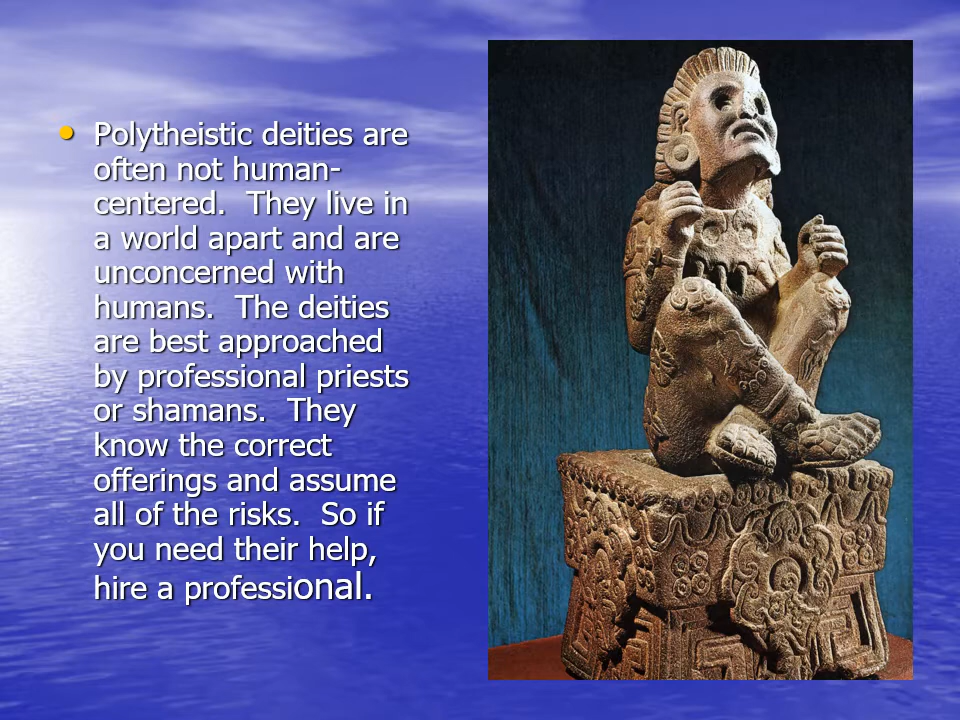 • Polytheistic deities are
often not human-
centered.  They live in
a world apart and are
unconcerned with
humans.  The deities
are best approached
by professional priests
or shamans.  They
know the correct
offerings and assume
all of the risks.  So if
you need their help,
hire a professional.